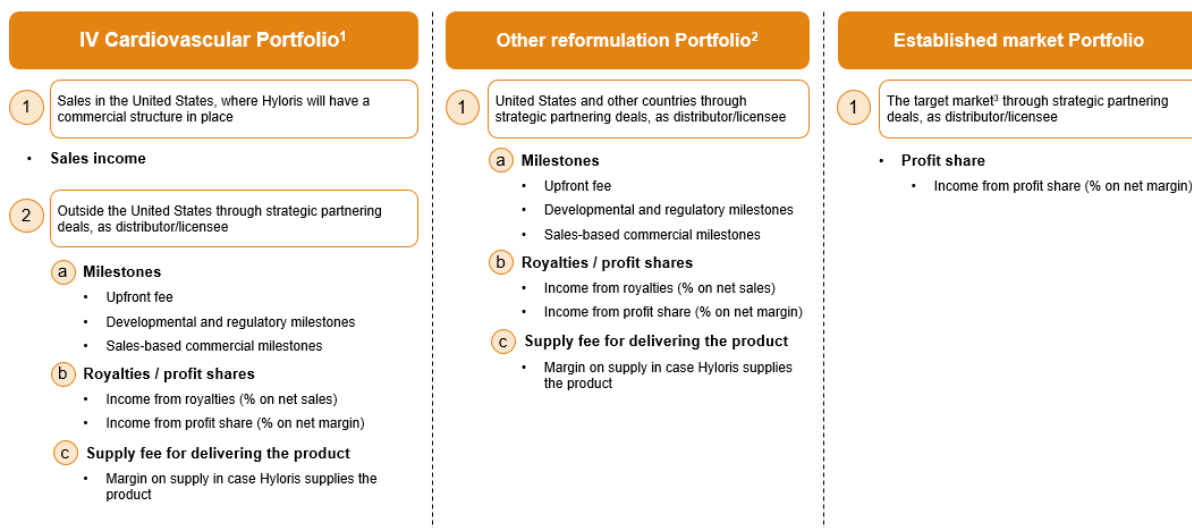 IV Cardiovascular Portfolio¹
1
Sales in the United States, where Hyloris will have a
commercial structure in place
• Sales income
2
Outside the United States through strategic partnering
deals, as distributor/licensee
a Milestones
• Upfront fee
• Developmental and regulatory milestones
• Sales-based commercial milestones
b Royalties / profit shares
• Income from royalties (% on net sales)
• Income from profit share (% on net margin)
c Supply fee for delivering the product
• Margin on supply in case Hyloris supplies the
product
Other reformulation Portfolio²
1
United States and other countries through
strategic partnering deals, as distributor/licensee
a Milestones
• Upfront fee
• Developmental and regulatory milestones
• Sales-based commercial milestones
b Royalties / profit shares
• Income from royalties (% on net sales)
• Income from profit share (% on net margin)
c Supply fee for delivering the product
• Margin on supply in case Hyloris supplies
the product
Established market Portfolio
1
The target market³ through strategic partnering
deals, as distributor/licensee
• Profit share
• Income from profit share (% on net margin)